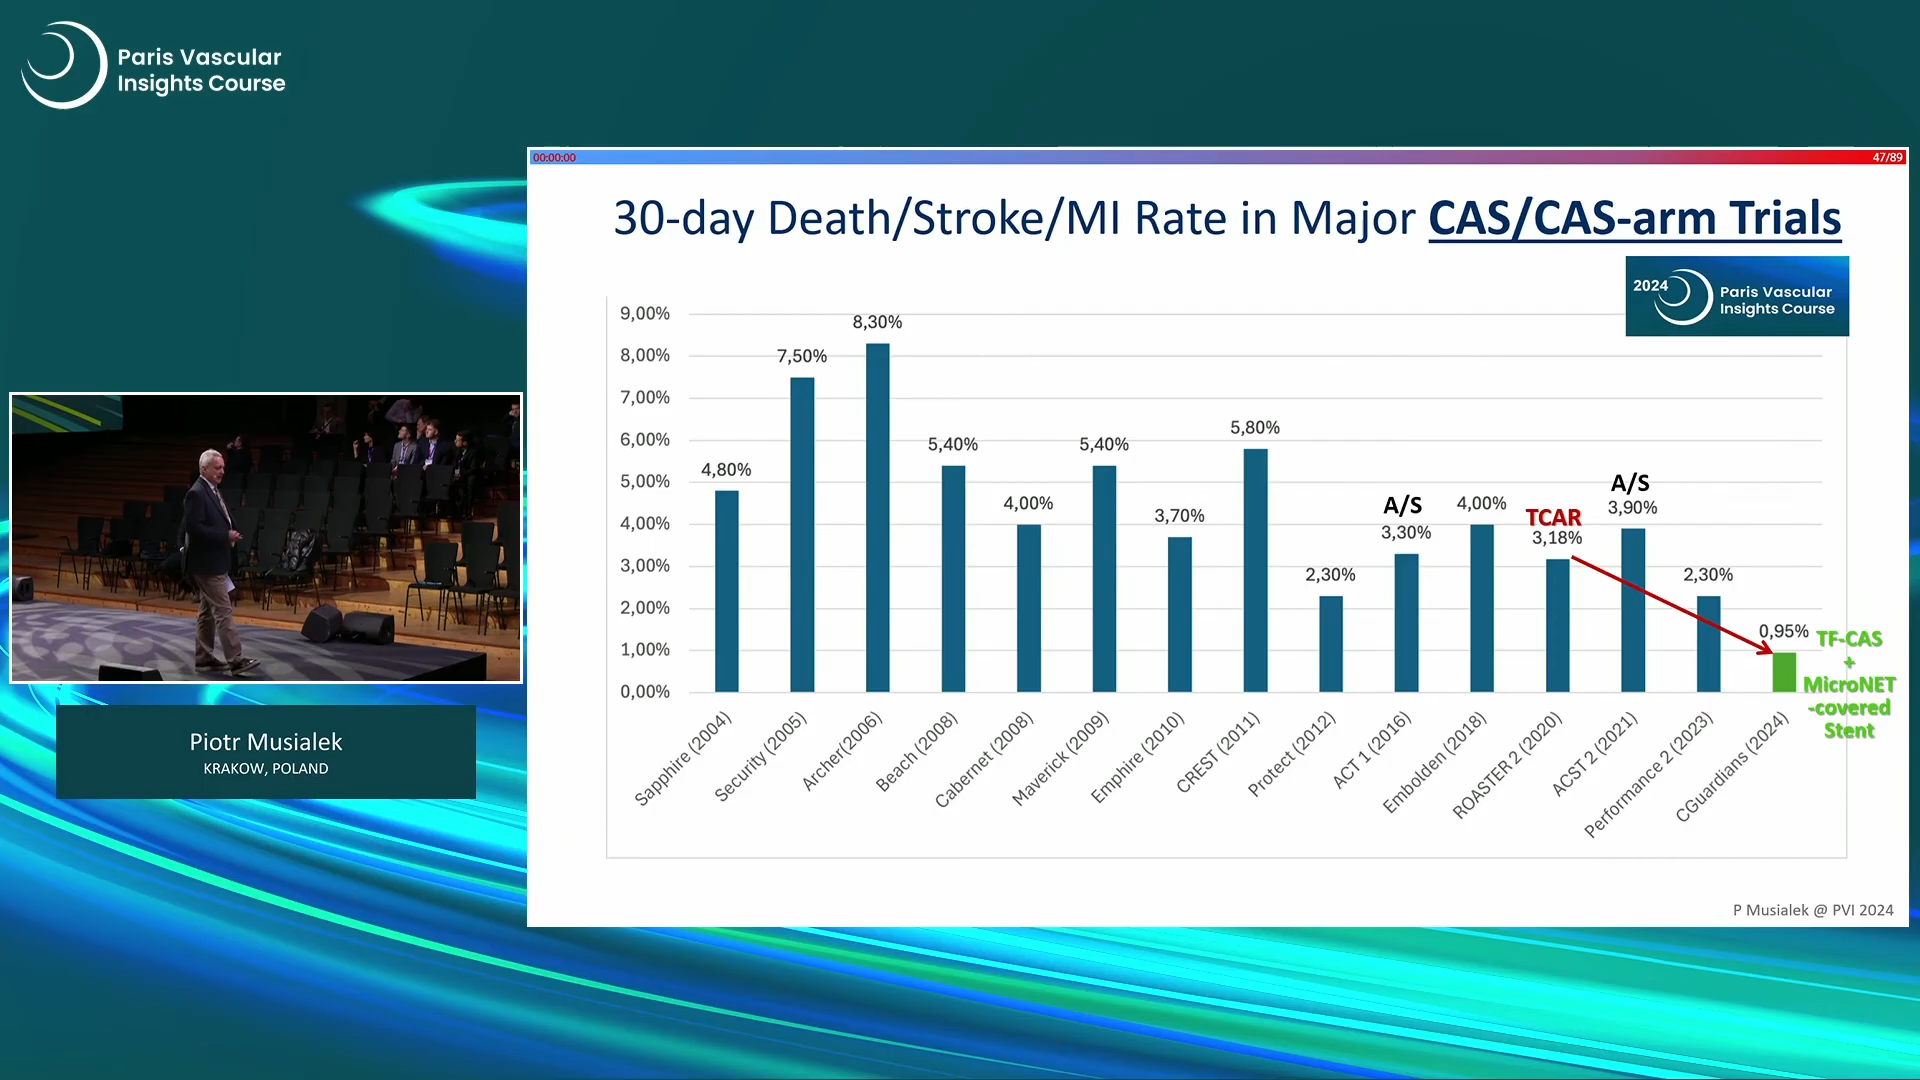 Paris Vascular
Insights Course
00:00:00
47/89
30-day Death/Stroke/MI Rate in Major CAS/CAS-arm Trials
2024
Paris Vascular
Insights Course
9,00%
8,00%
7,00%
6,00%
5,00%
4,00%
3,00%
2,00%
1,00%
0,00%
4,80%
7,50%
8,30%
5,40%
4,00%
5,40%
3,70%
5,80%
2,30%
A/S
3,30%
4,00%
TCAR
3,18%
A/S
3,90%
2,30%
0,95%
TF-CAS
+
MicroNET
-covered
Stent
Sapphire (2004)
Security (2005)
Archer(2006)
Beach (2008)
Cabernet (2008)
Maverick (2009)
Emphire (2010)
CREST (2011)
Protect (2012)
ACT 1 (2016)
Embolden (2018)
ROASTER 2 (2020)
ACST 2 (2021)
Performance 2 (2023)
CGuardians (2024)
P Musialek @ PVI 2024
Piotr Musialek
KRAKOW, POLAND